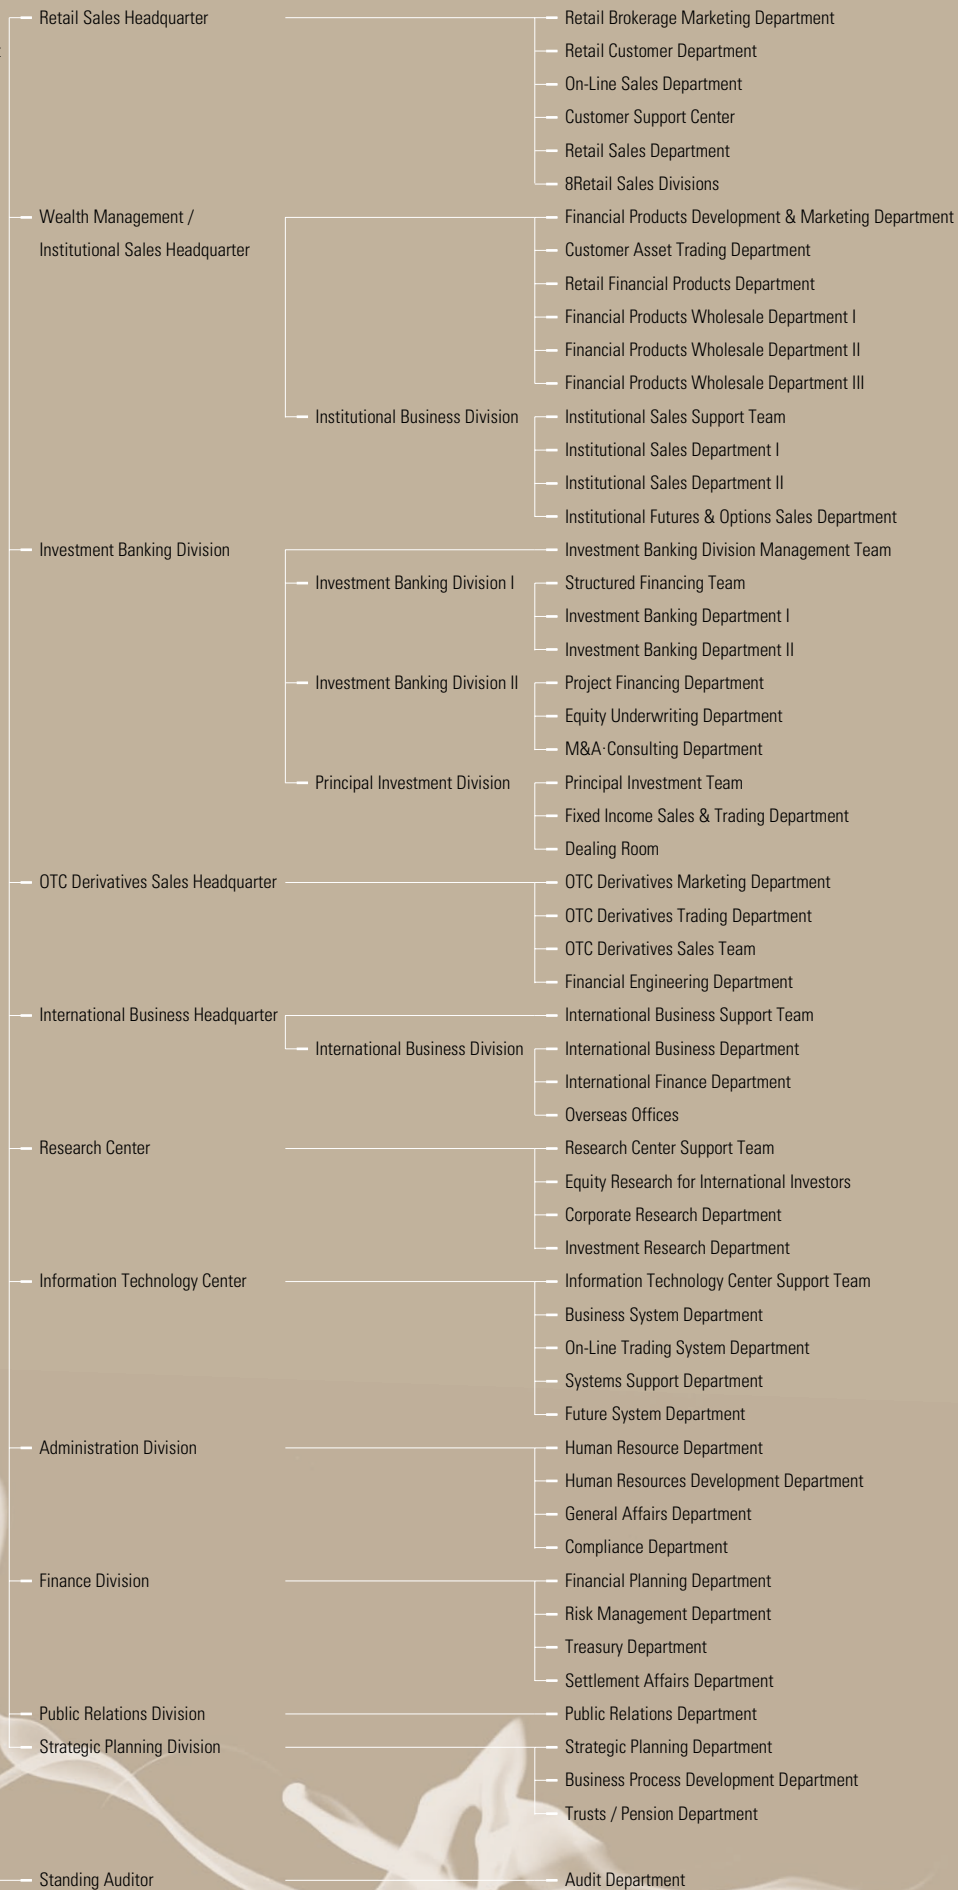 Retail Sales Headquarter
Retail Brokerage Marketing Department
Retail Customer Department
On-Line Sales Department
Customer Support Center
Retail Sales Department
8Retail Sales Divisions
Wealth Management /
Institutional Sales Headquarter
Financial Products Development & Marketing Department
Customer Asset Trading Department
Retail Financial Products Department
Financial Products Wholesale Department I
Financial Products Wholesale Department II
Financial Products Wholesale Department III
Institutional Business Division
Institutional Sales Support Team
Institutional Sales Department I
Institutional Sales Department II
Institutional Futures & Options Sales Department
Investment Banking Division
Investment Banking Division Management Team
Investment Banking Division I
Structured Financing Team
Investment Banking Department I
Investment Banking Department II
Investment Banking Division II
Project Financing Department
Equity Underwriting Department
M&A·Consulting Department
Principal Investment Division
Principal Investment Team
Fixed Income Sales & Trading Department
Dealing Room
OTC Derivatives Sales Headquarter
OTC Derivatives Marketing Department
OTC Derivatives Trading Department
OTC Derivatives Sales Team
Financial Engineering Department
International Business Headquarter
International Business Support Team
International Business Division
International Business Department
International Finance Department
Overseas Offices
Research Center
Research Center Support Team
Equity Research for International Investors
Corporate Research Department
Investment Research Department
Information Technology Center
Information Technology Center Support Team
Business System Department
On-Line Trading System Department
Systems Support Department
Future System Department
Administration Division
Human Resource Department
Human Resources Development Department
General Affairs Department
Compliance Department
Finance Division
Financial Planning Department
Risk Management Department
Treasury Department
Settlement Affairs Department
Public Relations Division
Public Relations Department
Strategic Planning Division
Strategic Planning Department
Business Process Development Department
Trusts / Pension Department
Standing Auditor
Audit Department